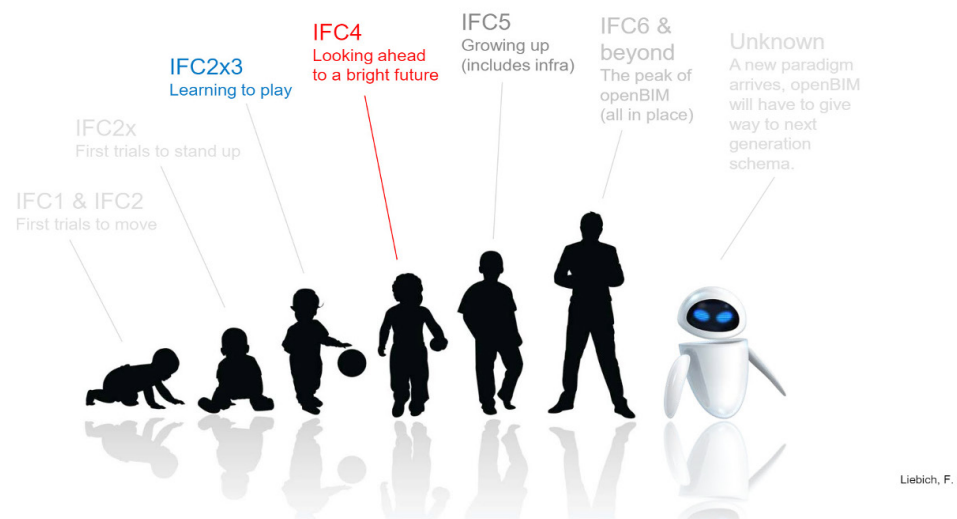 IFC1 & IFC2
First trials to move
IFC2x
First trials to stand up
IFC2x3
Learning to play
IFC4
Looking ahead
to a bright future
IFC5
Growing up
(includes infra)
IFC6 &
beyond
The peak of
openBIM
(all in place)
Unknown
A new paradigm
arrives, openBIM
will have to give
way to next
generation
schema.
Liebich, F.